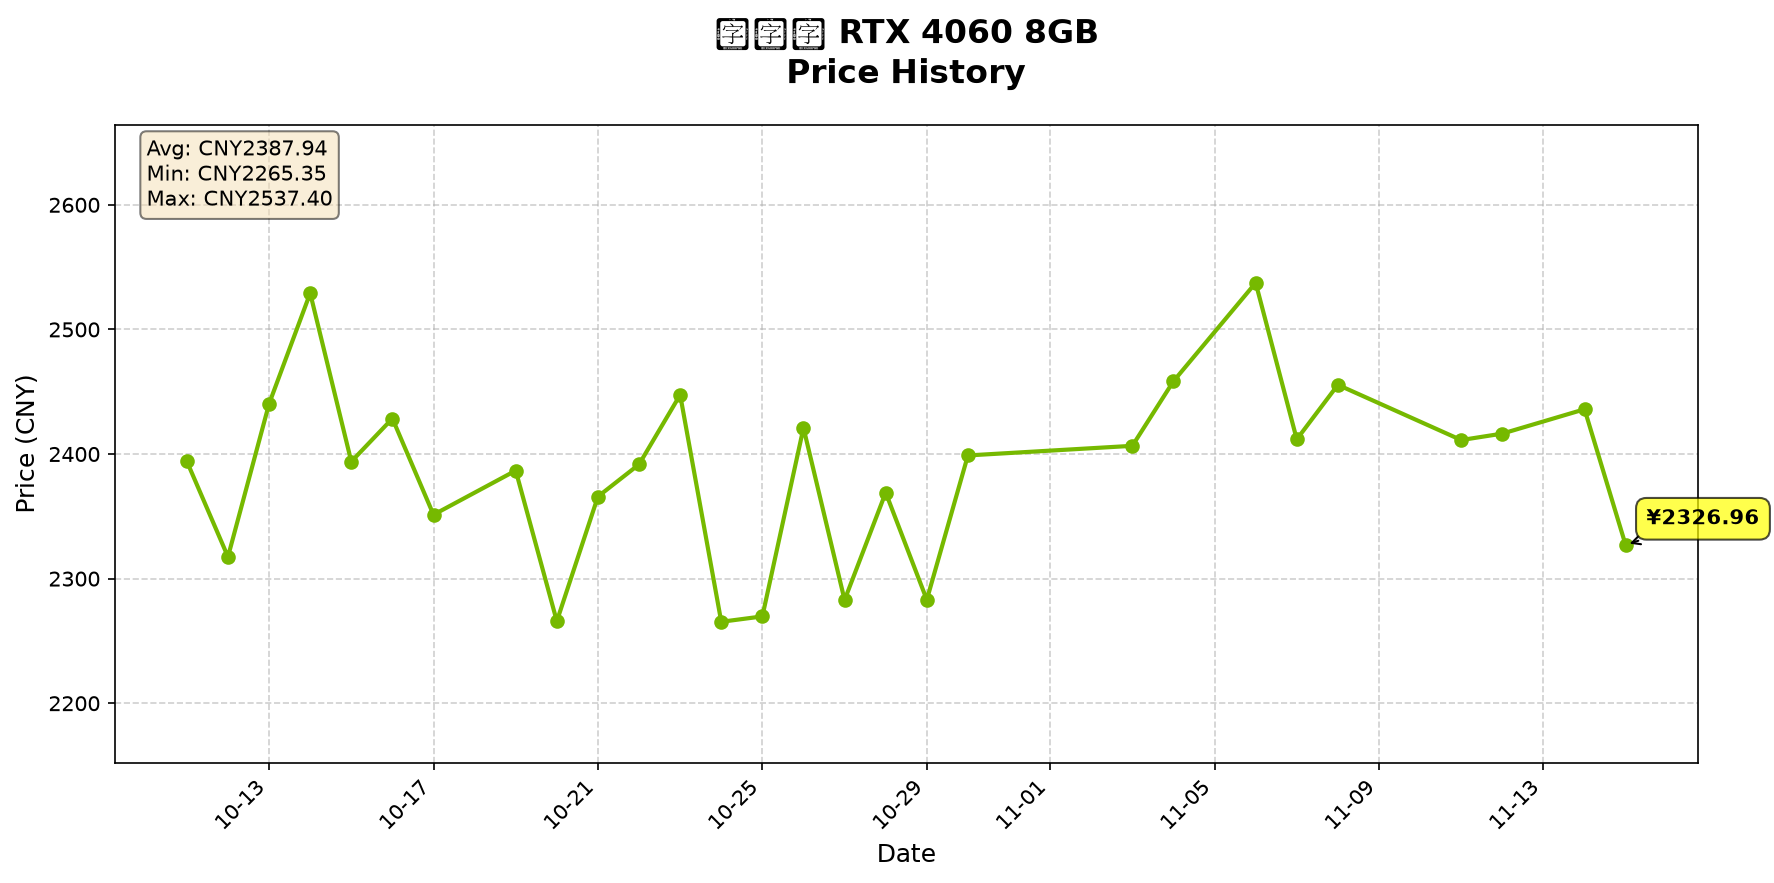 RTX 4060 8GB
Price History
Avg: CNY2387.94
Min: CNY2265.35
Max: CNY2537.40
Price (CNY)
2600
2500
2400
2300
2200
¥2326.96
10-13
10-17
10-21
10-25
10-29
11-01
11-05
11-09
11-13
Date